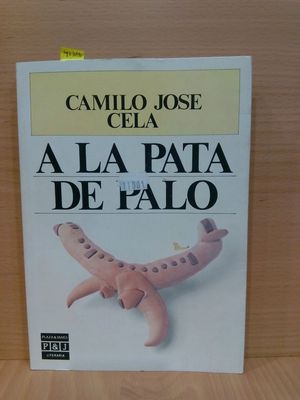 CAMILO JOSE
CELA
A LA PATA
DE PALO
PLAZA & JANES
P&J
LITERARIA